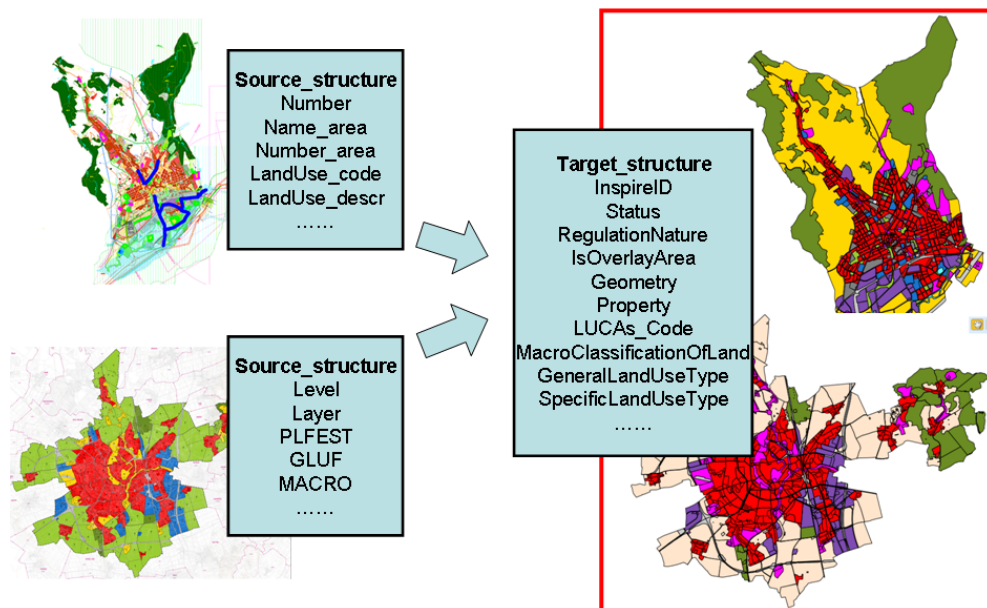 Source_structure
Number
Name_area
Number_area
LandUse_code
LandUse_descr
......
Source_structure
Level
Layer
PLFEST
GLUF
MACRO
......
Target_structure
InspireID
Status
RegulationNature
IsOverlayArea
Geometry
Property
LUCAs_Code
MacroClassificationOfLand
GeneralLandUseType
SpecificLandUseType
......